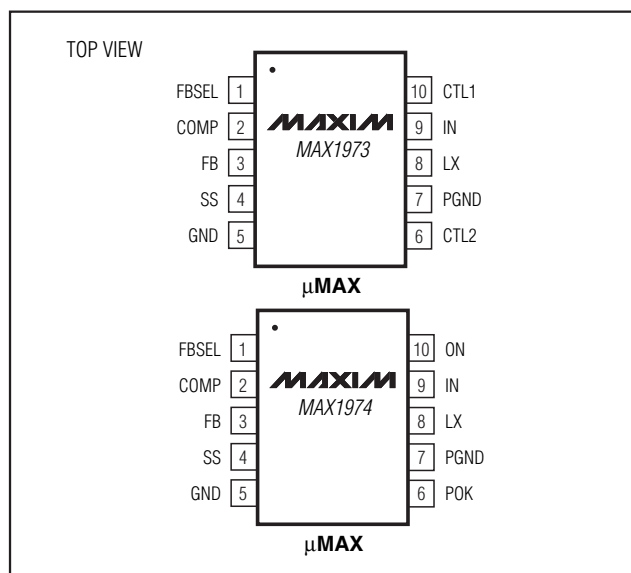 TOP VIEW
FBSEL 1 10 CTL1
COMP 2 MAXIM 9 IN
MAX1973
FB 3 8 LX
SS 4 7 PGND
GND 5 6 CTL2
µMAX
FBSEL 1 10 ON
COMP 2 MAXIM 9 IN
MAX1974
FB 3 8 LX
SS 4 7 PGND
GND 5 6 POK
µMAX